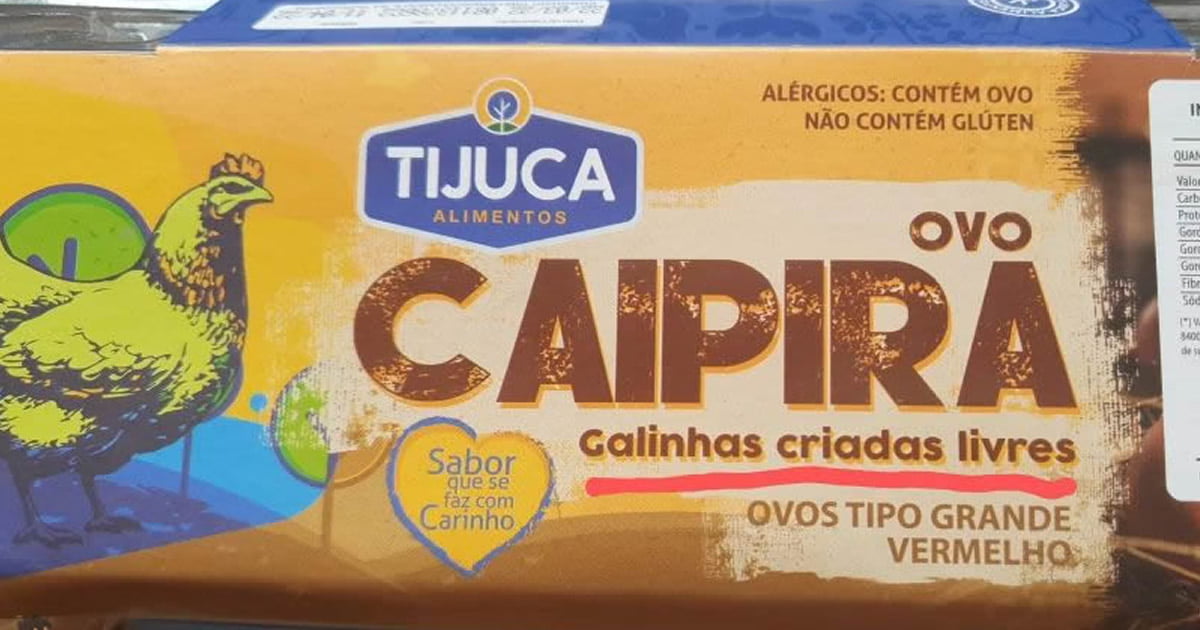 ALÉRGICOS: CONTÉM OVO
NÃO CONTÉM GLÚTEN
TIJUCA
ALIMENTOS
OVO
CAIPIRA
Galinhas criadas livres
Sabor
que se
faz com
Carinho
OVOS TIPO GRANDE
VERMELHO